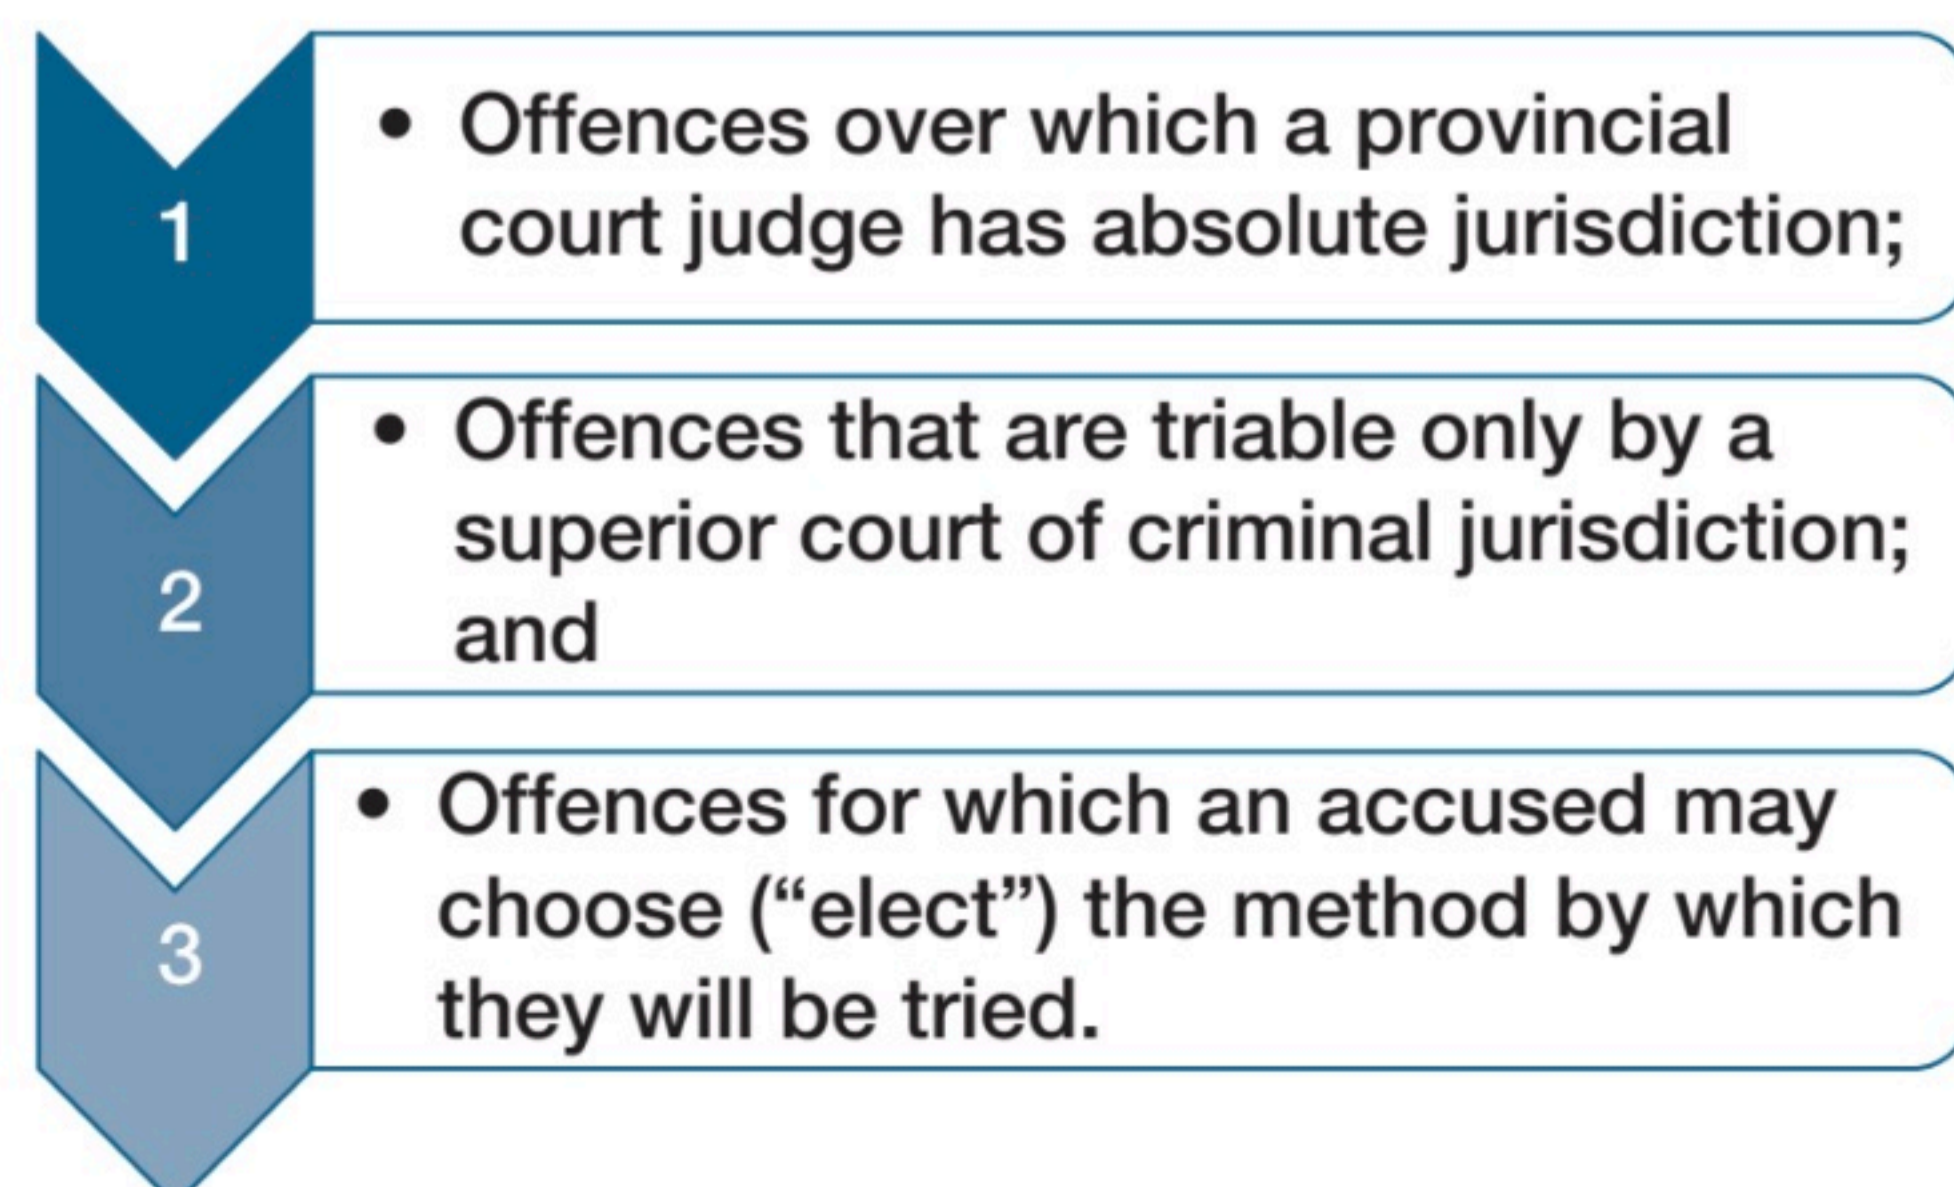 1
• Offences over which a provincial
court judge has absolute jurisdiction;
2
• Offences that are triable only by a
superior court of criminal jurisdiction;
and
3
• Offences for which an accused may
choose (“elect”) the method by which
they will be tried.